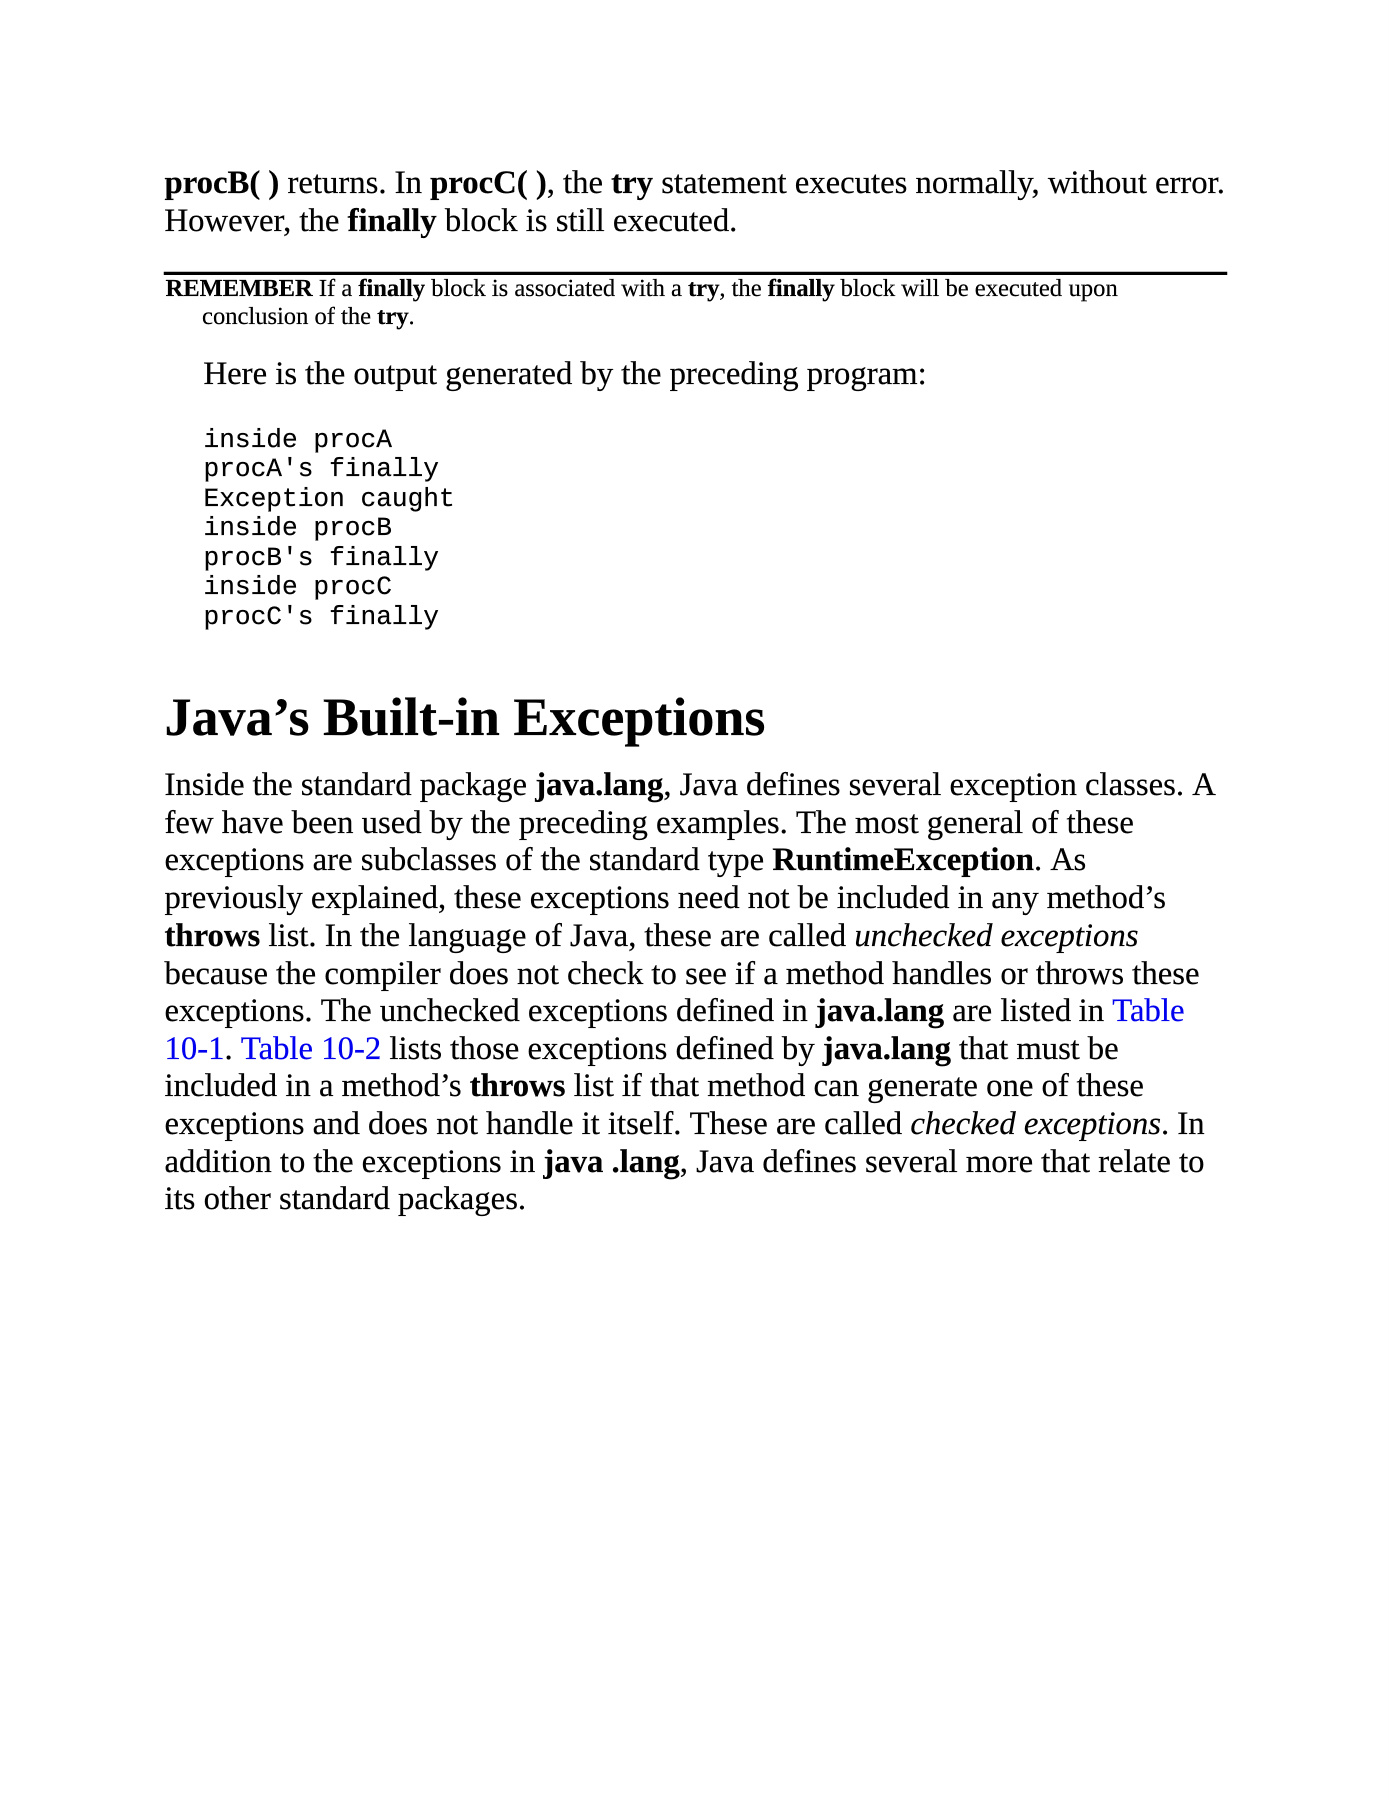 procB( ) returns. In procC( ), the try statement executes normally, without error.
However, the finally block is still executed.
REMEMBER If a finally block is associated with a try, the finally block will be executed upon
conclusion of the try.
Here is the output generated by the preceding program:
inside procA
procA's finally
Exception caught
inside procB
procB's finally
inside procC
procC's finally
Java’s Built-in Exceptions
Inside the standard package java.lang, Java defines several exception classes. A
few have been used by the preceding examples. The most general of these
exceptions are subclasses of the standard type RuntimeException. As
previously explained, these exceptions need not be included in any method’s
throws list. In the language of Java, these are called unchecked exceptions
because the compiler does not check to see if a method handles or throws these
exceptions. The unchecked exceptions defined in java.lang are listed in Table
10-1. Table 10-2 lists those exceptions defined by java.lang that must be
included in a method’s throws list if that method can generate one of these
exceptions and does not handle it itself. These are called checked exceptions. In
addition to the exceptions in java .lang, Java defines several more that relate to
its other standard packages.